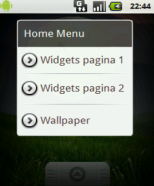 22:44
Home Menu
Widgets pagina 1
Widgets pagina 2
Wallpaper